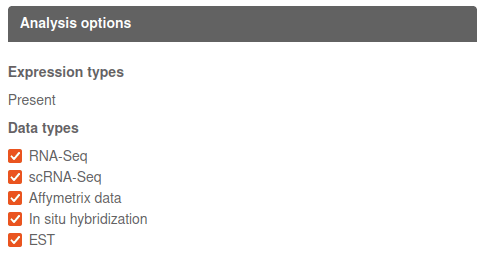 Analysis options
Expression types
Present
Data types
RNA-Seq
scRNA-Seq
Affymetrix data
In situ hybridization
EST